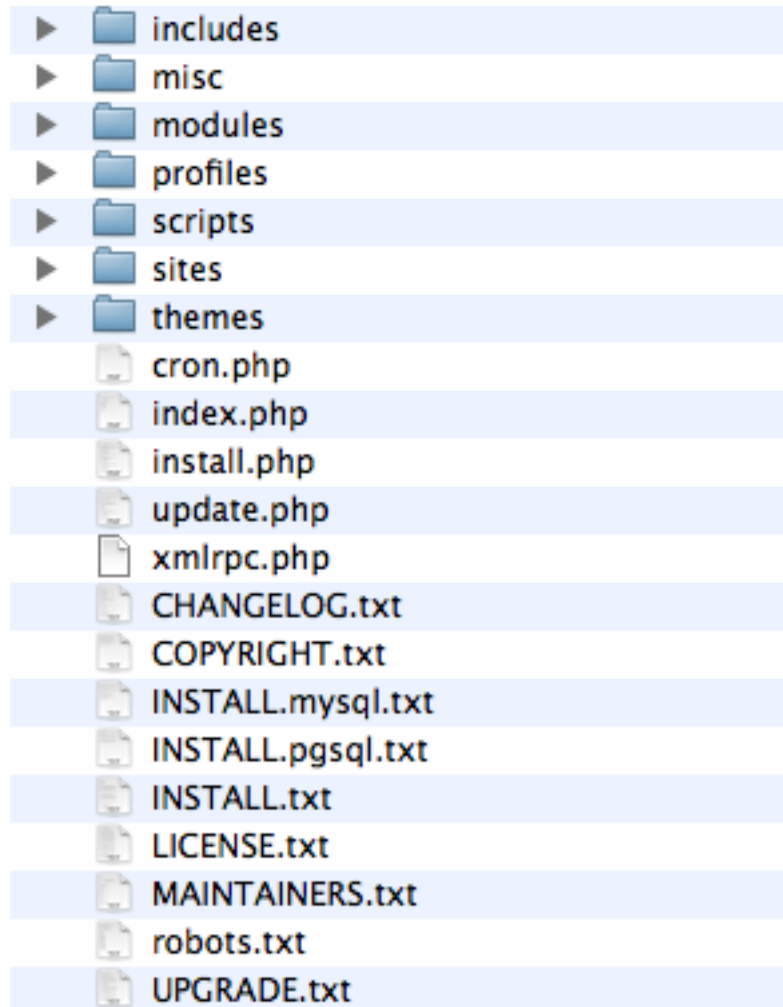 includes
misc
modules
profiles
scripts
sites
themes
cron.php
index.php
install.php
update.php
xmlrpc.php
CHANGELOG.txt
COPYRIGHT.txt
INSTALL.mysql.txt
INSTALL.pgsql.txt
INSTALL.txt
LICENSE.txt
MAINTAINERS.txt
robots.txt
UPGRADE.txt